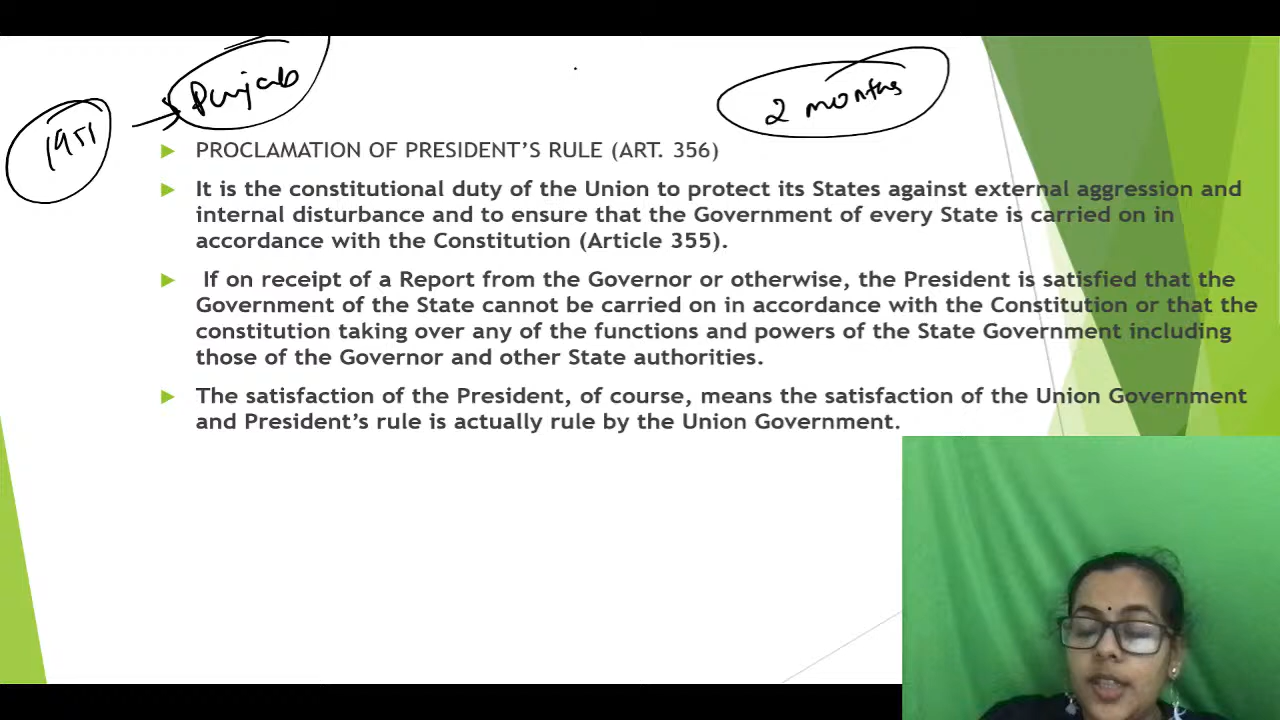 Punjab
2 months
1951
PROCLAMATION OF PRESIDENT'S RULE (ART. 356)
It is the constitutional duty of the Union to protect its States against external aggression and
internal disturbance and to ensure that the Government of every State is carried on in
accordance with the Constitution (Article 355).
If on receipt of a Report from the Governor or otherwise, the President is satisfied that the
Government of the State cannot be carried on in accordance with the Constitution or that the
constitution taking over any of the functions and powers of the State Government including
those of the Governor and other State authorities.
The satisfaction of the President, of course, means the satisfaction of the Union Government
and President's rule is actually rule by the Union Government.